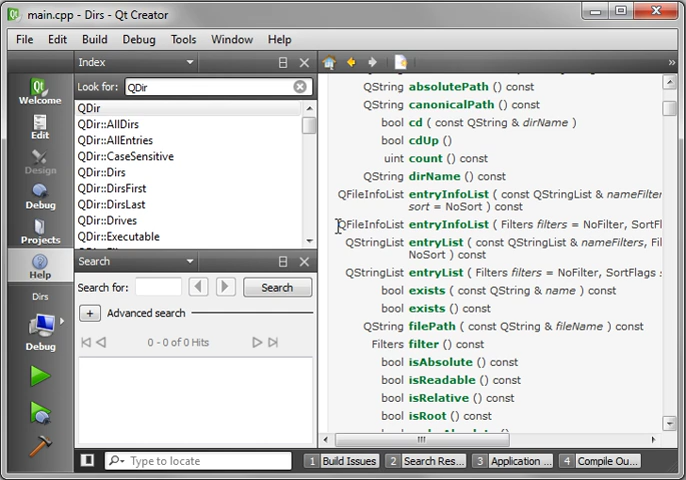 main.cpp - Dirs - Qt Creator
File Edit Build Debug Tools Window Help
Index
Look for: QDir
QDir
QDir::AllDirs
QDir::AllEntries
QDir::CaseSensitive
QDir::Dirs
QDir::DirsFirst
QDir::DirsLast
QDir::Drives
QDir::Executable
Search
Search for: Search
+ Advanced search
0 - 0 of 0 Hits
Qt
Welcome
Edit
Design
Debug
Projects
Help
Dirs
Debug
QString absolutePath () const
QString canonicalPath () const
bool cd ( const QString & dirName )
bool cdUp ()
uint count () const
QString dirName () const
QFileInfoList entryInfoList ( const QStringList & nameFilter
sort = NoSort ) const
QFileInfoList entryInfoList ( Filters filters = NoFilter, SortF
QStringList entryList ( const QStringList & nameFilters, Fil
NoSort ) const
QStringList entryList ( Filters filters = NoFilter, SortFlags
bool exists ( const QString & name ) const
bool exists () const
QString filePath ( const QString & fileName ) const
Filters filter () const
bool isAbsolute () const
bool isReadable () const
bool isRelative () const
bool isRoot () const
Type to locate
1 Build Issues 2 Search Res... 3 Application ... 4 Compile Ou...